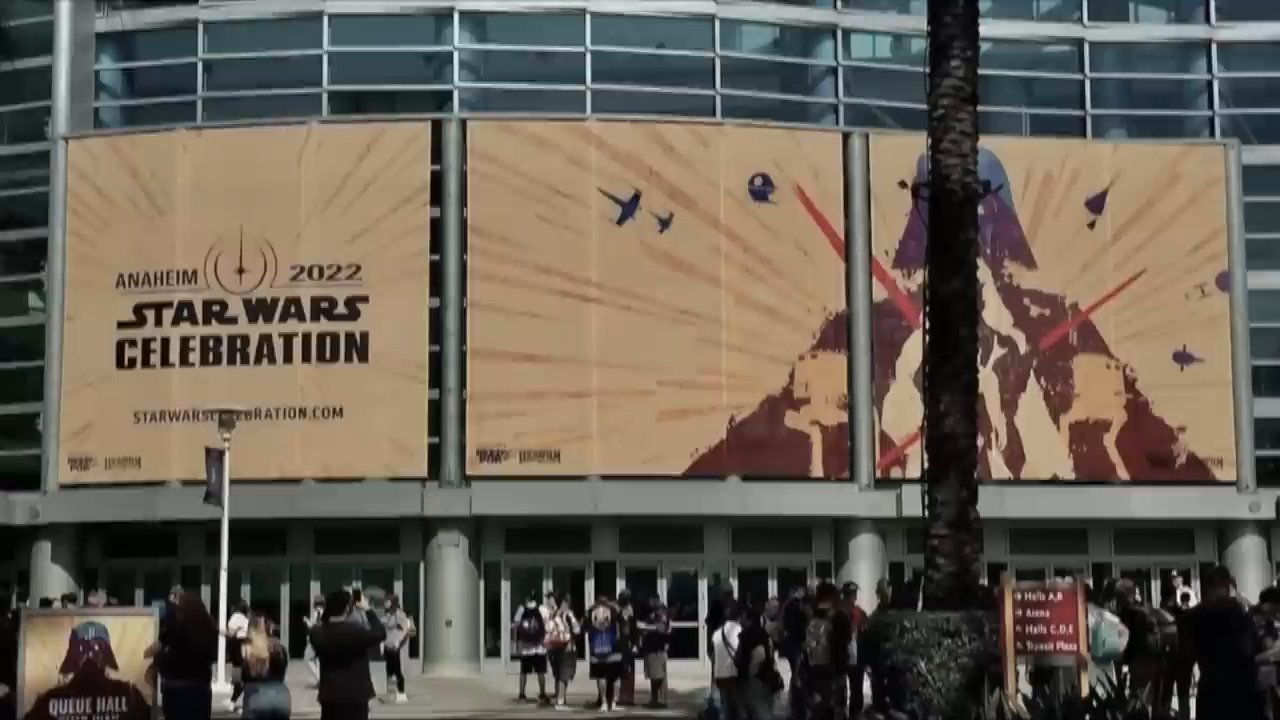 ANAHEIM 2022
STAR WARS
CELEBRATION
STARWARSCELEBRATION.COM
Halls A,B
Arena
Halls C,D,E
Transit Plaza
QUEUE HALL